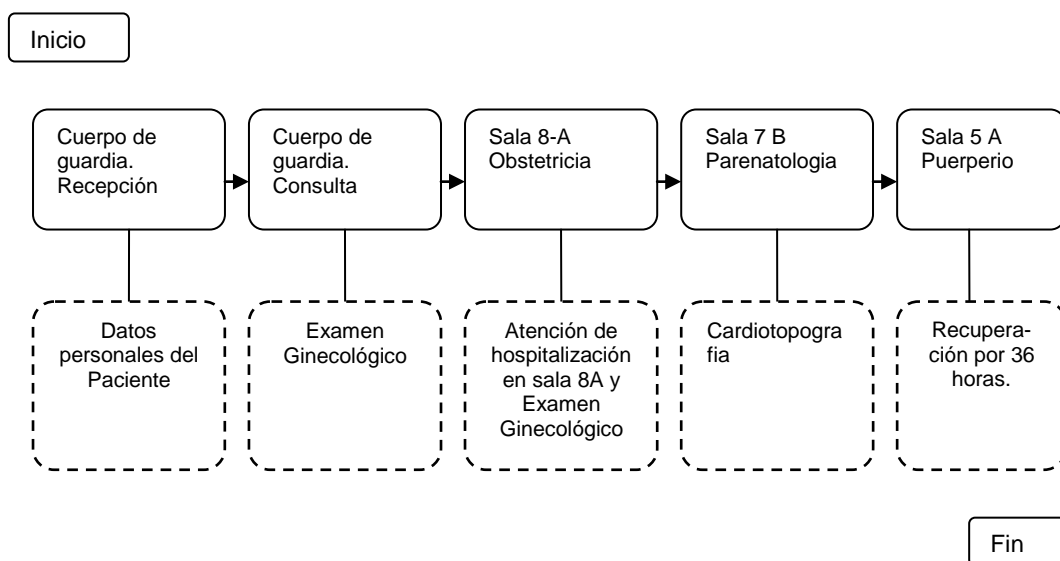 Inicio
Cuerpo de
guardia.
Recepción
Cuerpo de
guardia.
Consulta
Sala 8-A
Obstetricia
Sala 7 B
Parenatologia
Sala 5 A
Puerperio
Datos
personales del
Paciente
Examen
Ginecológico
Atención de
hospitalización
en sala 8A y
Examen
Ginecológico
Cardiotopogra
fia
Recupera-
ción por 36
horas.
Fin